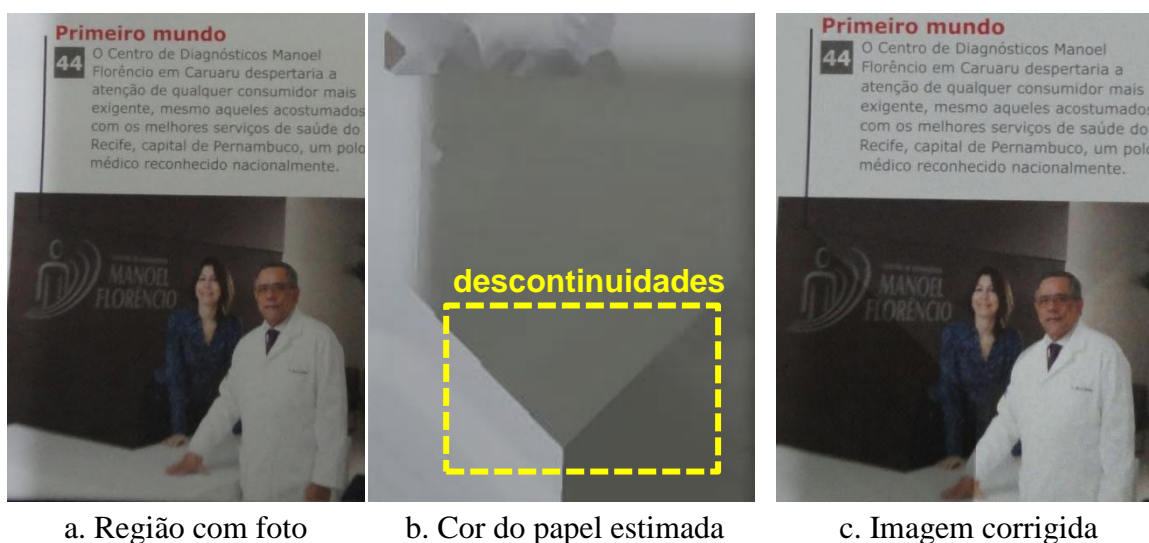 Primeiro mundo
44
O Centro de Diagnósticos Manoel
Florêncio em Caruaru despertaria a
atenção de qualquer consumidor mais
exigente, mesmo aqueles acostumados
com os melhores serviços de saúde do
Recife, capital de Pernambuco, um polo
médico reconhecido nacionalmente.
MANOEL
FLORÊNCIO
a. Região com foto
descontinuidades
b. Cor do papel estimada
Primeiro mundo
44
O Centro de Diagnósticos Manoel
Florêncio em Caruaru despertaria a
atenção de qualquer consumidor mais
exigente, mesmo aqueles acostumados
com os melhores serviços de saúde do
Recife, capital de Pernambuco, um polo
médico reconhecido nacionalmente.
MANOEL
FLORÊNCIO
c. Imagem corrigida